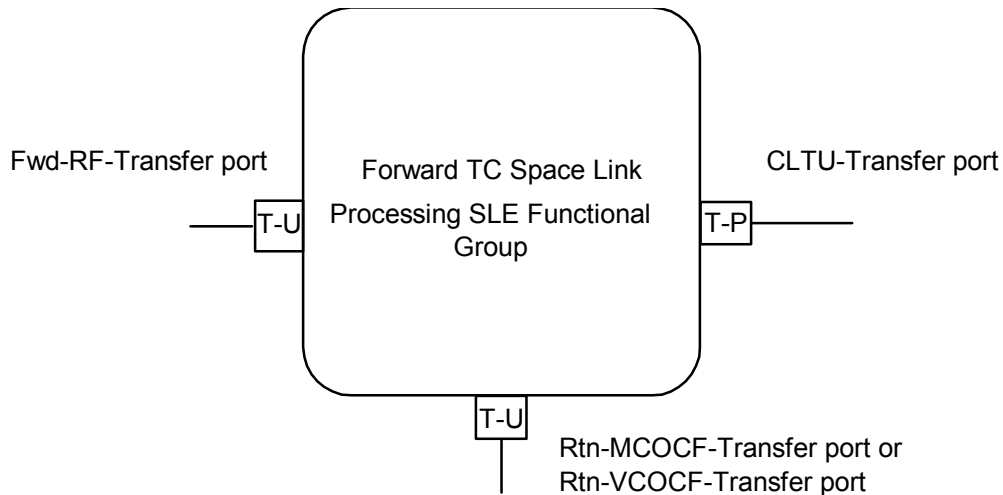 Fwd-RF-Transfer port
T-U
Forward TC Space Link
Processing SLE Functional
Group
CLTU-Transfer port
T-P
T-U
Rtn-MCOCF-Transfer port or
Rtn-VCOCF-Transfer port